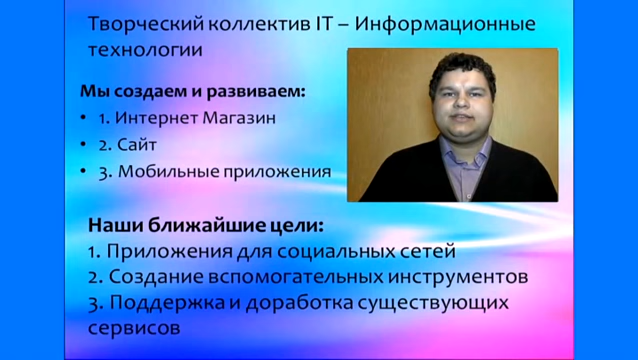 Творческий коллектив IT – Информационные
технологии
Мы создаем и развиваем:
• 1. Интернет Магазин
• 2. Сайт
• 3. Мобильные приложения
Наши ближайшие цели:
1. Приложения для социальных сетей
2. Создание вспомогательных инструментов
3. Поддержка и доработка существующих
сервисов